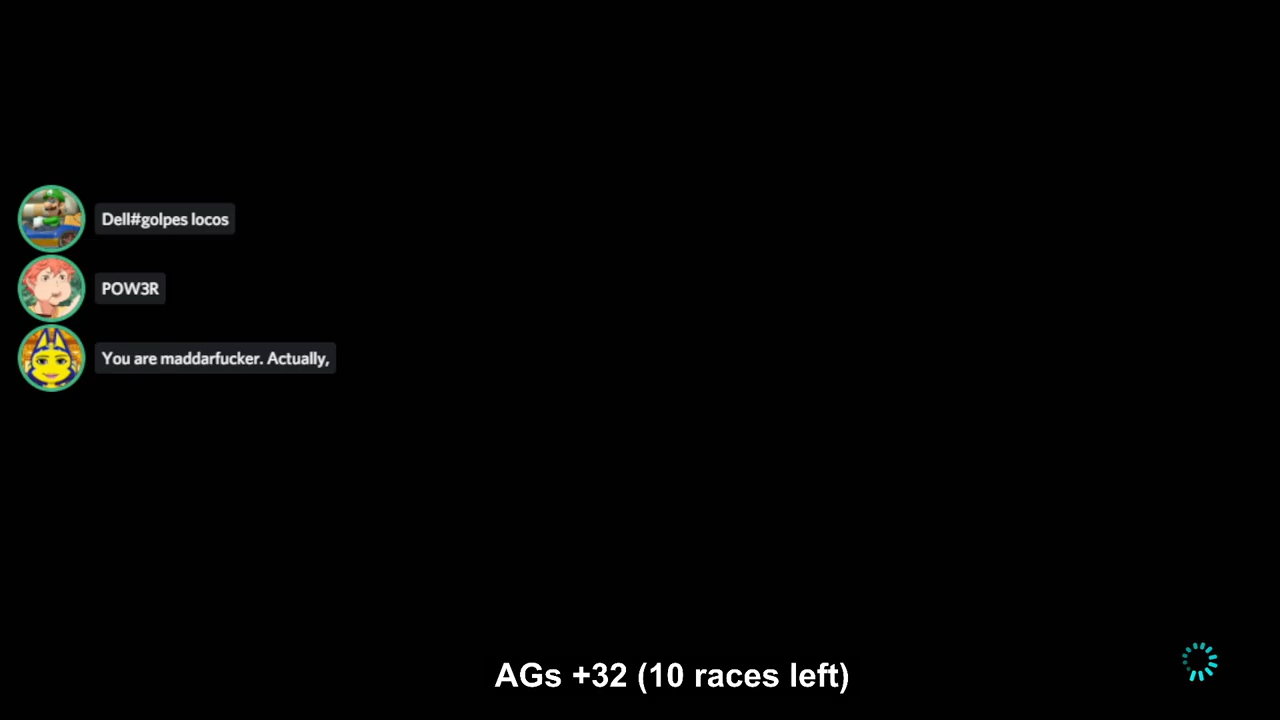 Dell#golpes locos
POW3R
You are maddarfucker. Actually,
AGs +32 (10 races left)